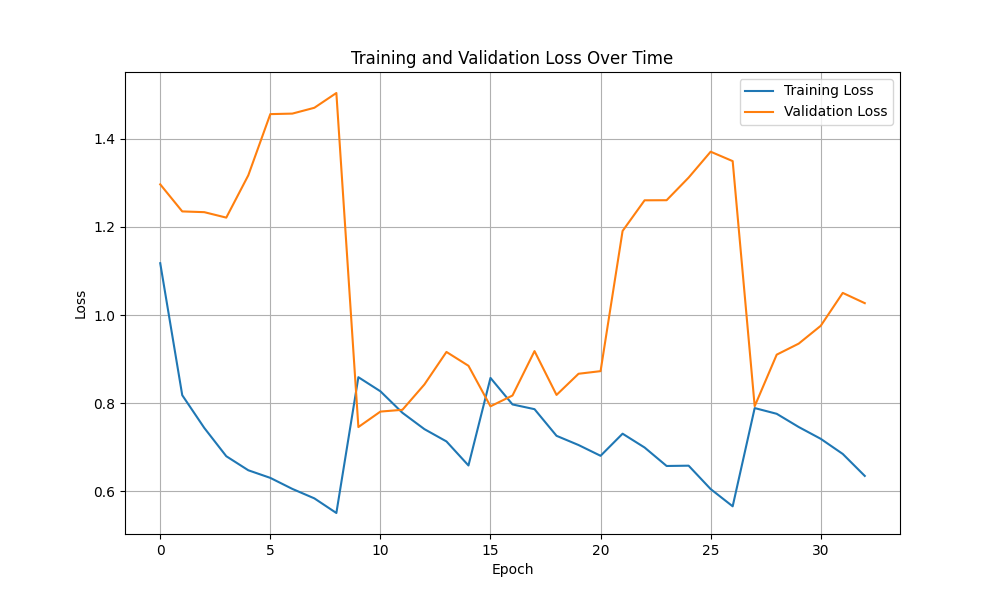 Training and Validation Loss Over Time
Training Loss
Validation Loss
1.4
1.2
1.0
0.8
0.6
Loss
0 5 10 15 20 25 30
Epoch